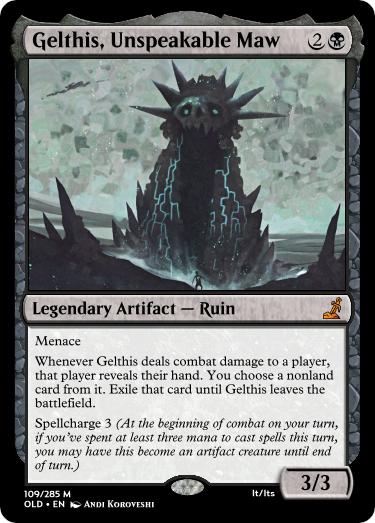 Gelthis, Unspeakable Maw 2
Legendary Artifact — Ruin
Menace
Whenever Gelthis deals combat damage to a player,
that player reveals their hand. You choose a nonland
card from it. Exile that card until Gelthis leaves the
battlefield.
Spellcharge 3 (At the beginning of combat on your turn,
if you've spent at least three mana to cast spells this turn,
you may have this become an artifact creature until
end of turn.)
3/3
109/285 M
OLD • EN Andi Koroveshi
It/Its